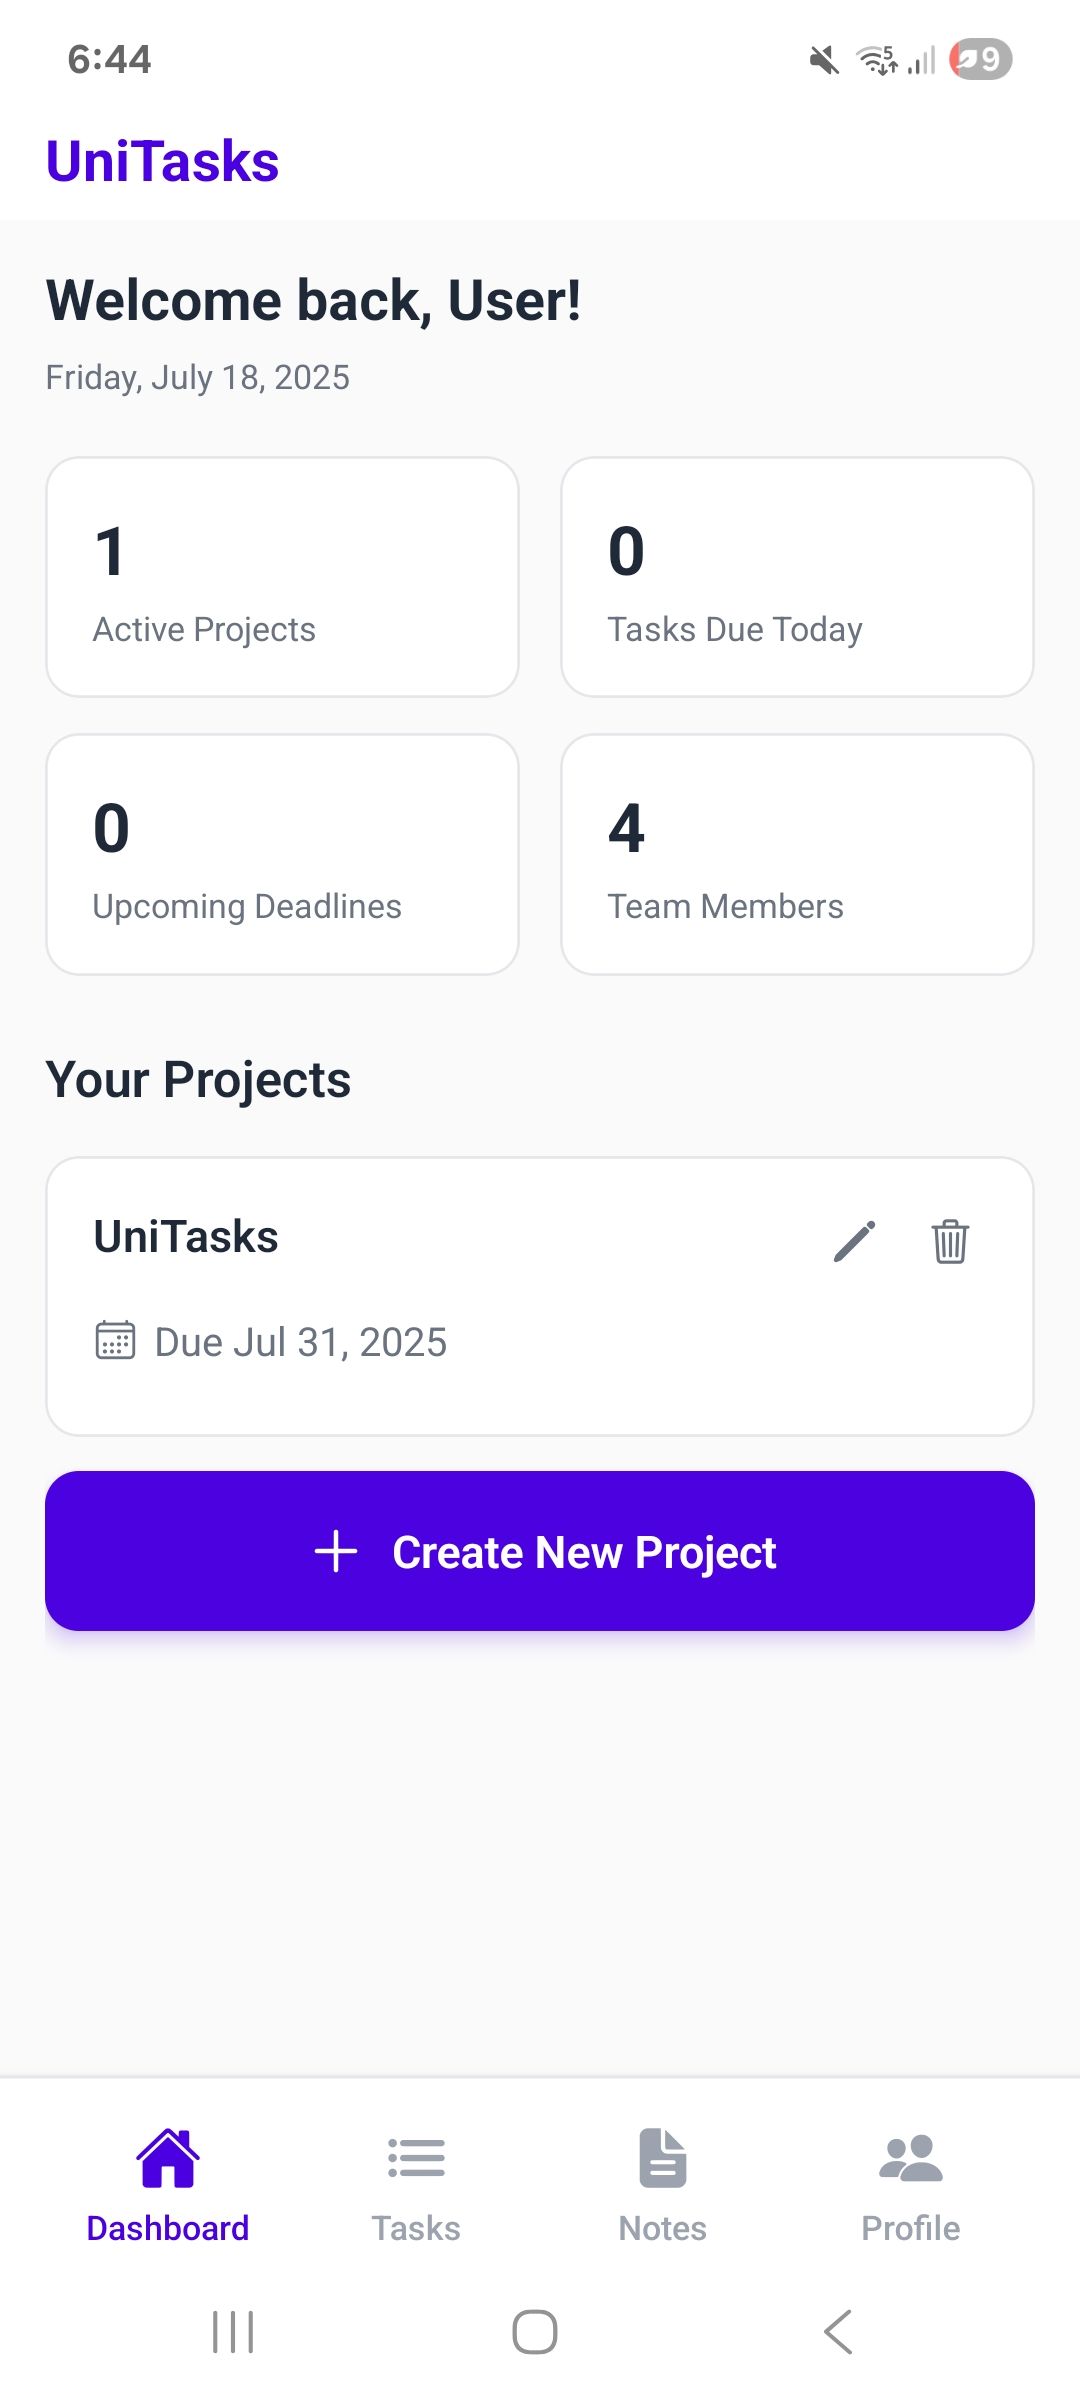 6:44
5
9
UniTasks
Welcome back, User!
Friday, July 18, 2025
1
Active Projects
0
Tasks Due Today
0
Upcoming Deadlines
4
Team Members
Your Projects
UniTasks
Due Jul 31, 2025
Create New Project
Dashboard
Tasks
Notes
Profile